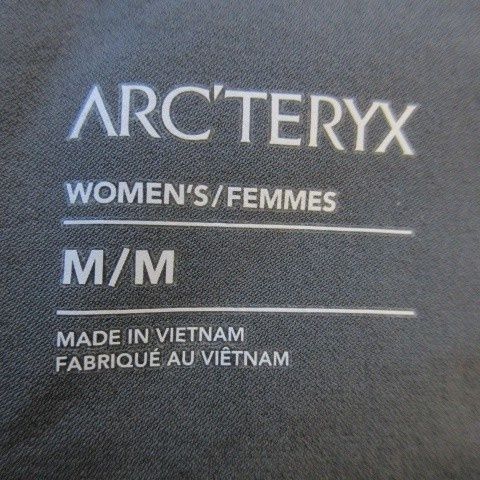 ARC'TERYX
WOMEN'S/FEMMES
M/M
MADE IN VIETNAM
FABRIQUÉ AU VIÊTNAM